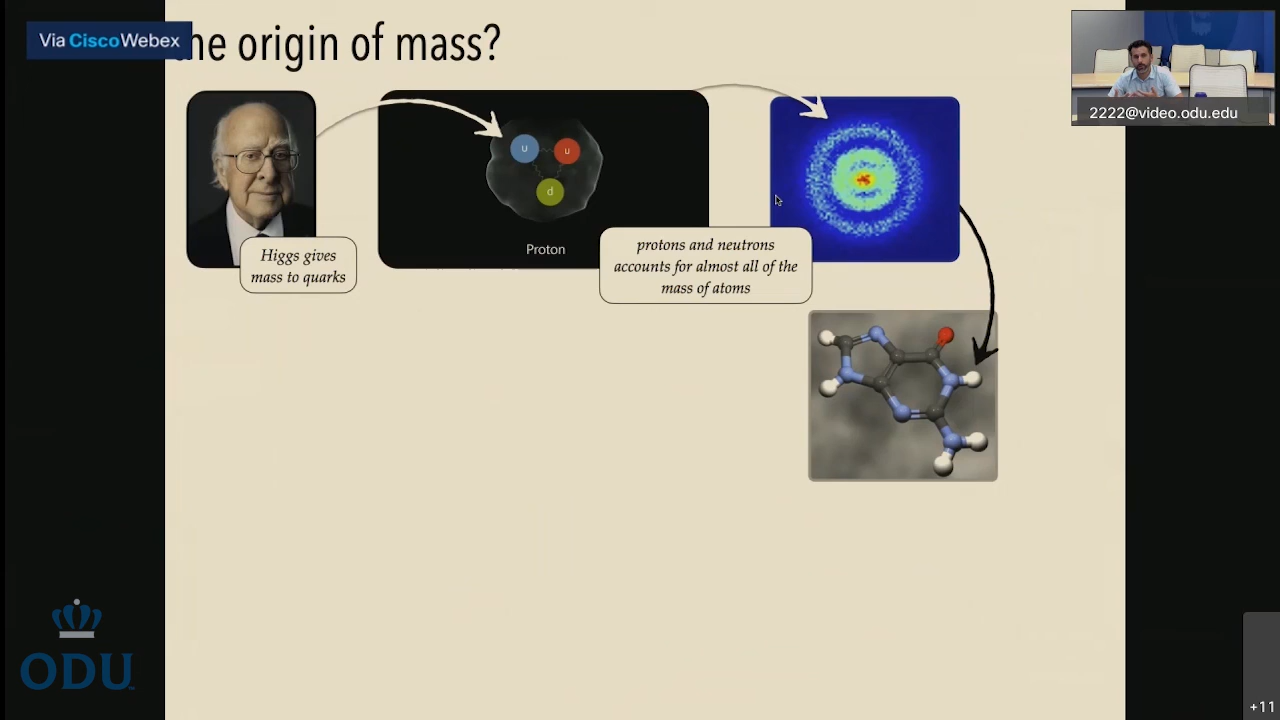 Via CiscoWebex
he origin of mass?
2222@video.odu.edu
u
u
d
Proton
Higgs gives
mass to quarks
protons and neutrons
accounts for almost all of the
mass of atoms
ODU
+11